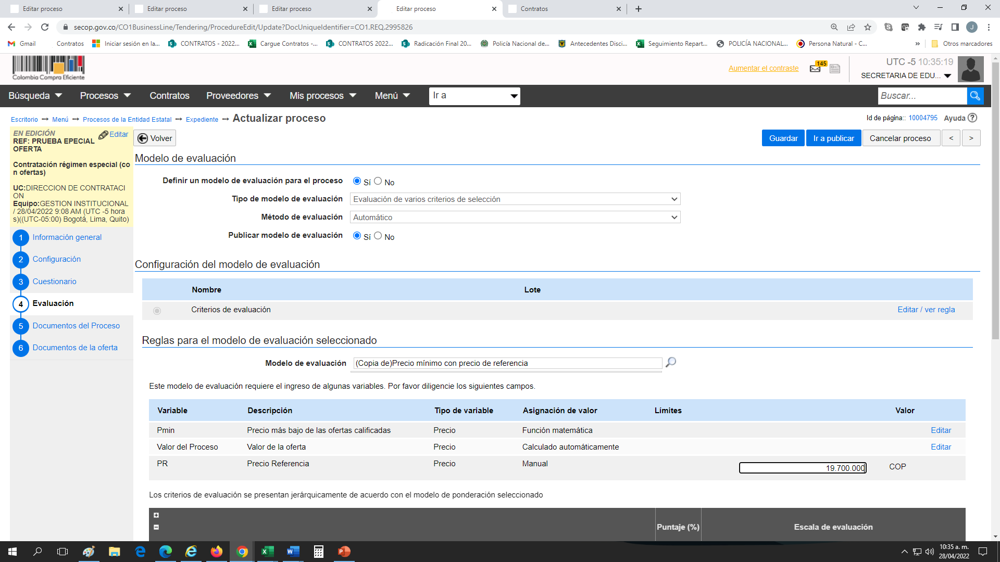 Editar proceso
Editar proceso
Editar proceso
Editar proceso
Contratos
secop.gov.co/CO1BusinessLine/Tendering/ProcedureEdit/Update?DocUniqueIdentifier=CO1.REQ.2995826
J
Gmail
Contratos
Iniciar sesión en la...
CONTRATOS - 2022...
Cargue Contratos -...
CONTRATOS 2022...
Radicación Final 20...
Policía Nacional de...
Antecedentes Disci...
Seguimiento Report...
POLICÍA NACIONAL...
Persona Natural - C...
»
Otros marcadores
Colombia Compra Eficiente
Aumentar el contraste
145
UTC -5 10:35:19
SECRETARIA DE EDU...
Búsqueda
Procesos
Contratos
Proveedores
Mis procesos
Menú
Ir a
Buscar...
Escritorio → Menú → Procesos de la Entidad Estatal → Expediente → Actualizar proceso
Id de página:: 10004795 Ayuda ?
EN EDICIÓN
Editar
REF: PRUEBA EPECIAL
OFERTA
Contratación régimen especial (co
n ofertas)
UC:DIRECCION DE CONTRATACI
ON
Equipo:GESTION INSTITUCIONAL
/ 28/04/2022 9:08 AM (UTC -5 hora
s)((UTC-05:00) Bogotá, Lima, Quito)
1 Información general
2 Configuración
3 Cuestionario
4 Evaluación
5 Documentos del Proceso
6 Documentos de la oferta
Volver
Guardar
Ir a publicar
Cancelar proceso
<
>
Modelo de evaluación
Definir un modelo de evaluación para el proceso Sí No
Tipo de modelo de evaluación Evaluación de varios criterios de selección
Método de evaluación Automático
Publicar modelo de evaluación Sí No
Configuración del modelo de evaluación
Nombre Lote
Criterios de evaluación Editar / ver regla
Reglas para el modelo de evaluación seleccionado
Modelo de evaluación (Copia de)Precio mínimo con precio de referencia
Este modelo de evaluación requiere el ingreso de algunas variables. Por favor diligencie los siguientes campos.
Variable Descripción Tipo de variable Asignación de valor Límites Valor
Pmin Precio más bajo de las ofertas calificadas Precio Función matemática Editar
Valor del Proceso Valor de la oferta Precio Calculado automáticamente Editar
PR Precio Referencia Precio Manual 19.700.000 COP
Los criterios de evaluación se presentan jerárquicamente de acuerdo con el modelo de ponderación seleccionado
Puntaje (%) Escala de evaluación
10:35 a. m.
28/04/2022